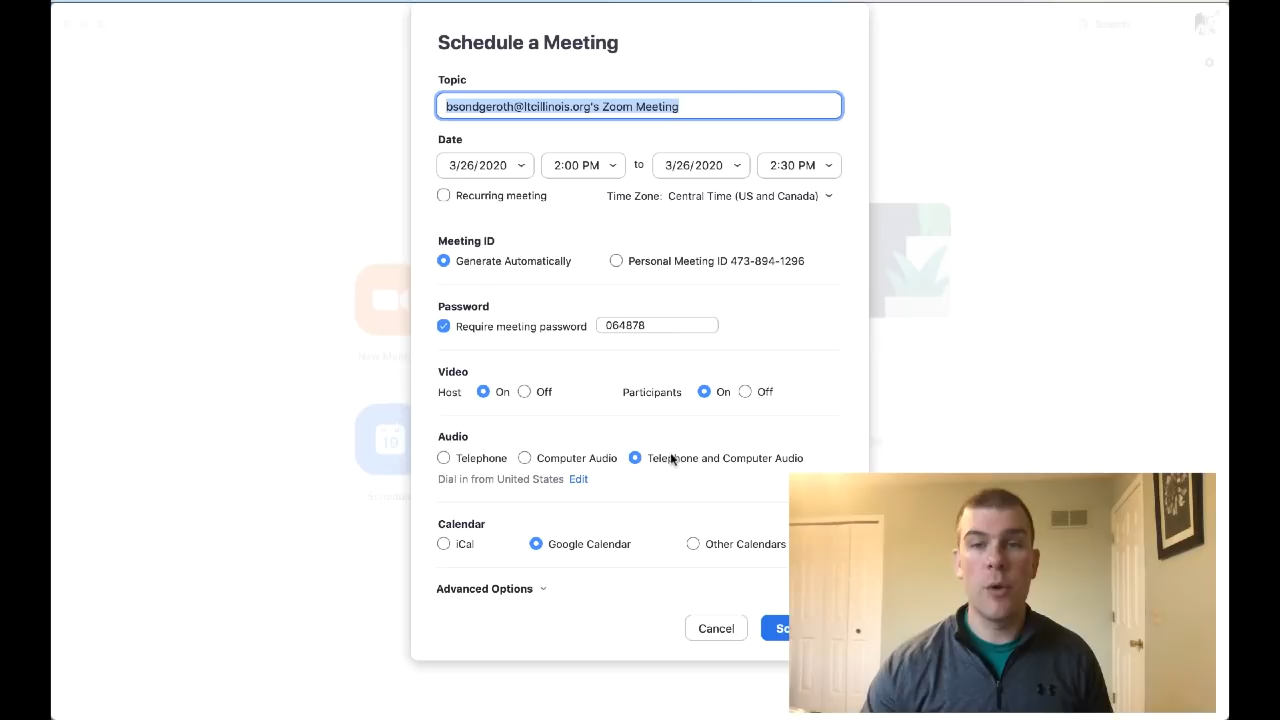 Schedule a Meeting
Topic
bsondgeroth@ltcillinois.org's Zoom Meeting
Date
3/26/2020 2:00 PM to 3/26/2020 2:30 PM
Recurring meeting Time Zone: Central Time (US and Canada)
Meeting ID
Generate Automatically Personal Meeting ID 473-894-1296
Password
Require meeting password 064878
Video
Host On Off Participants On Off
Audio
Telephone Computer Audio Telephone and Computer Audio
Dial in from United States Edit
Calendar
iCal Google Calendar Other Calendars
Advanced Options
Cancel
19